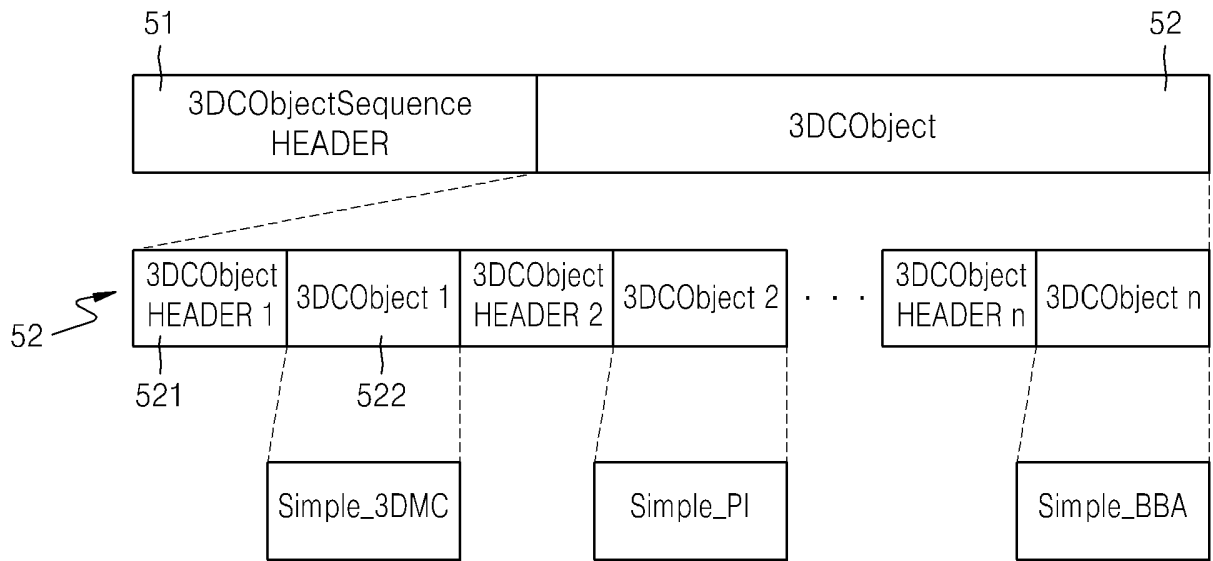 51
52
3DCObjectSequence
HEADER
3DCObject
3DCObject
HEADER 1
3DCObject 1
3DCObject
HEADER 2
3DCObject 2
· · ·
3DCObject
HEADER n
3DCObject n
52
521
522
Simple_3DMC
Simple_PI
Simple_BBA